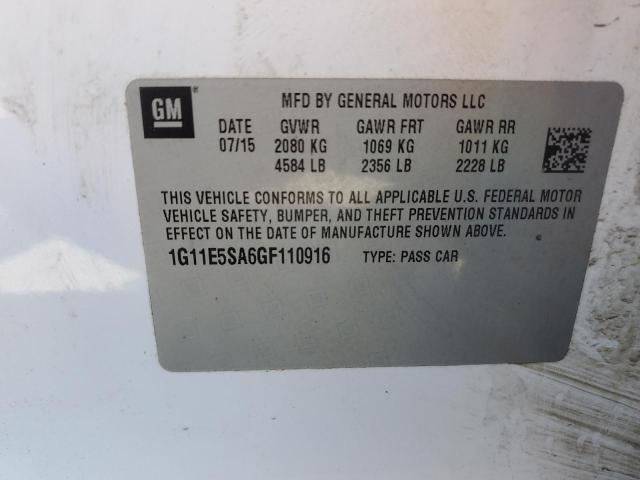 GM ® MFD BY GENERAL MOTORS LLC
DATE GVWR GAWR FRT GAWR RR
07/15 2080 KG 1069 KG 1011 KG
4584 LB 2356 LB 2228 LB
THIS VEHICLE CONFORMS TO ALL APPLICABLE U.S. FEDERAL MOTOR
VEHICLE SAFETY, BUMPER, AND THEFT PREVENTION STANDARDS IN
EFFECT ON THE DATE OF MANUFACTURE SHOWN ABOVE.
1G11E5SA6GF110916 TYPE: PASS CAR